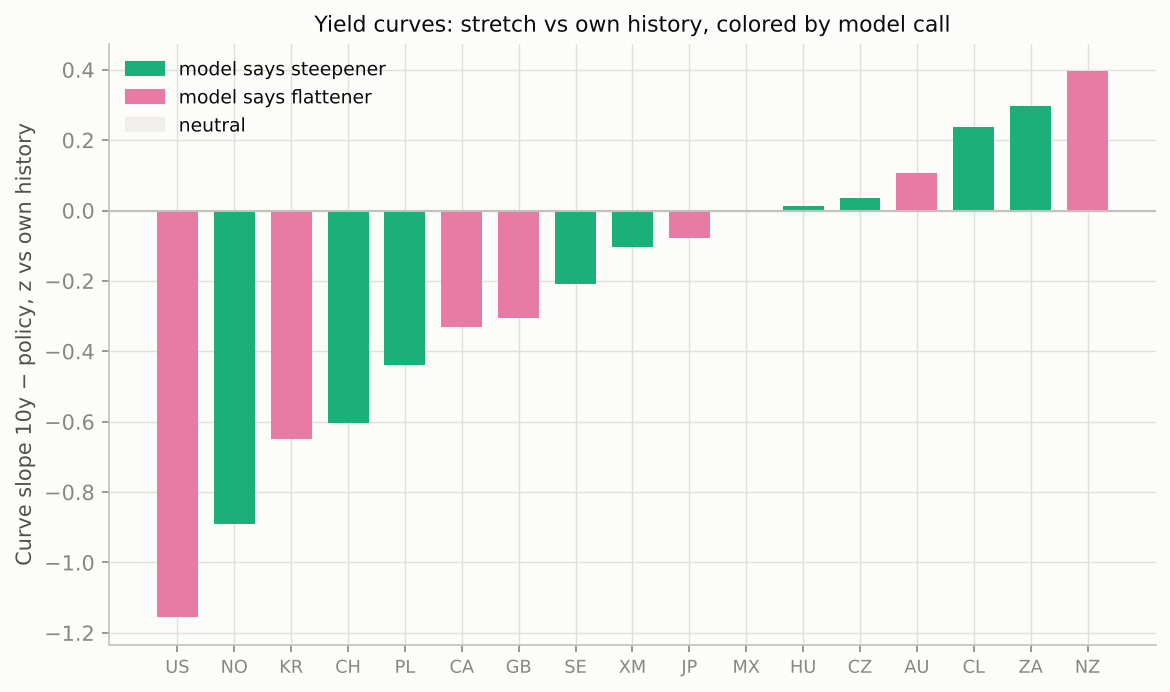 Yield curves: stretch vs own history, colored by model call
model says steepener
model says flattener
neutral
Curve slope 10y − policy, z vs own history
0.4
0.2
0.0
−0.2
−0.4
−0.6
−0.8
−1.0
−1.2
US NO KR CH PL CA GB SE XM JP MX HU CZ AU CL ZA NZ